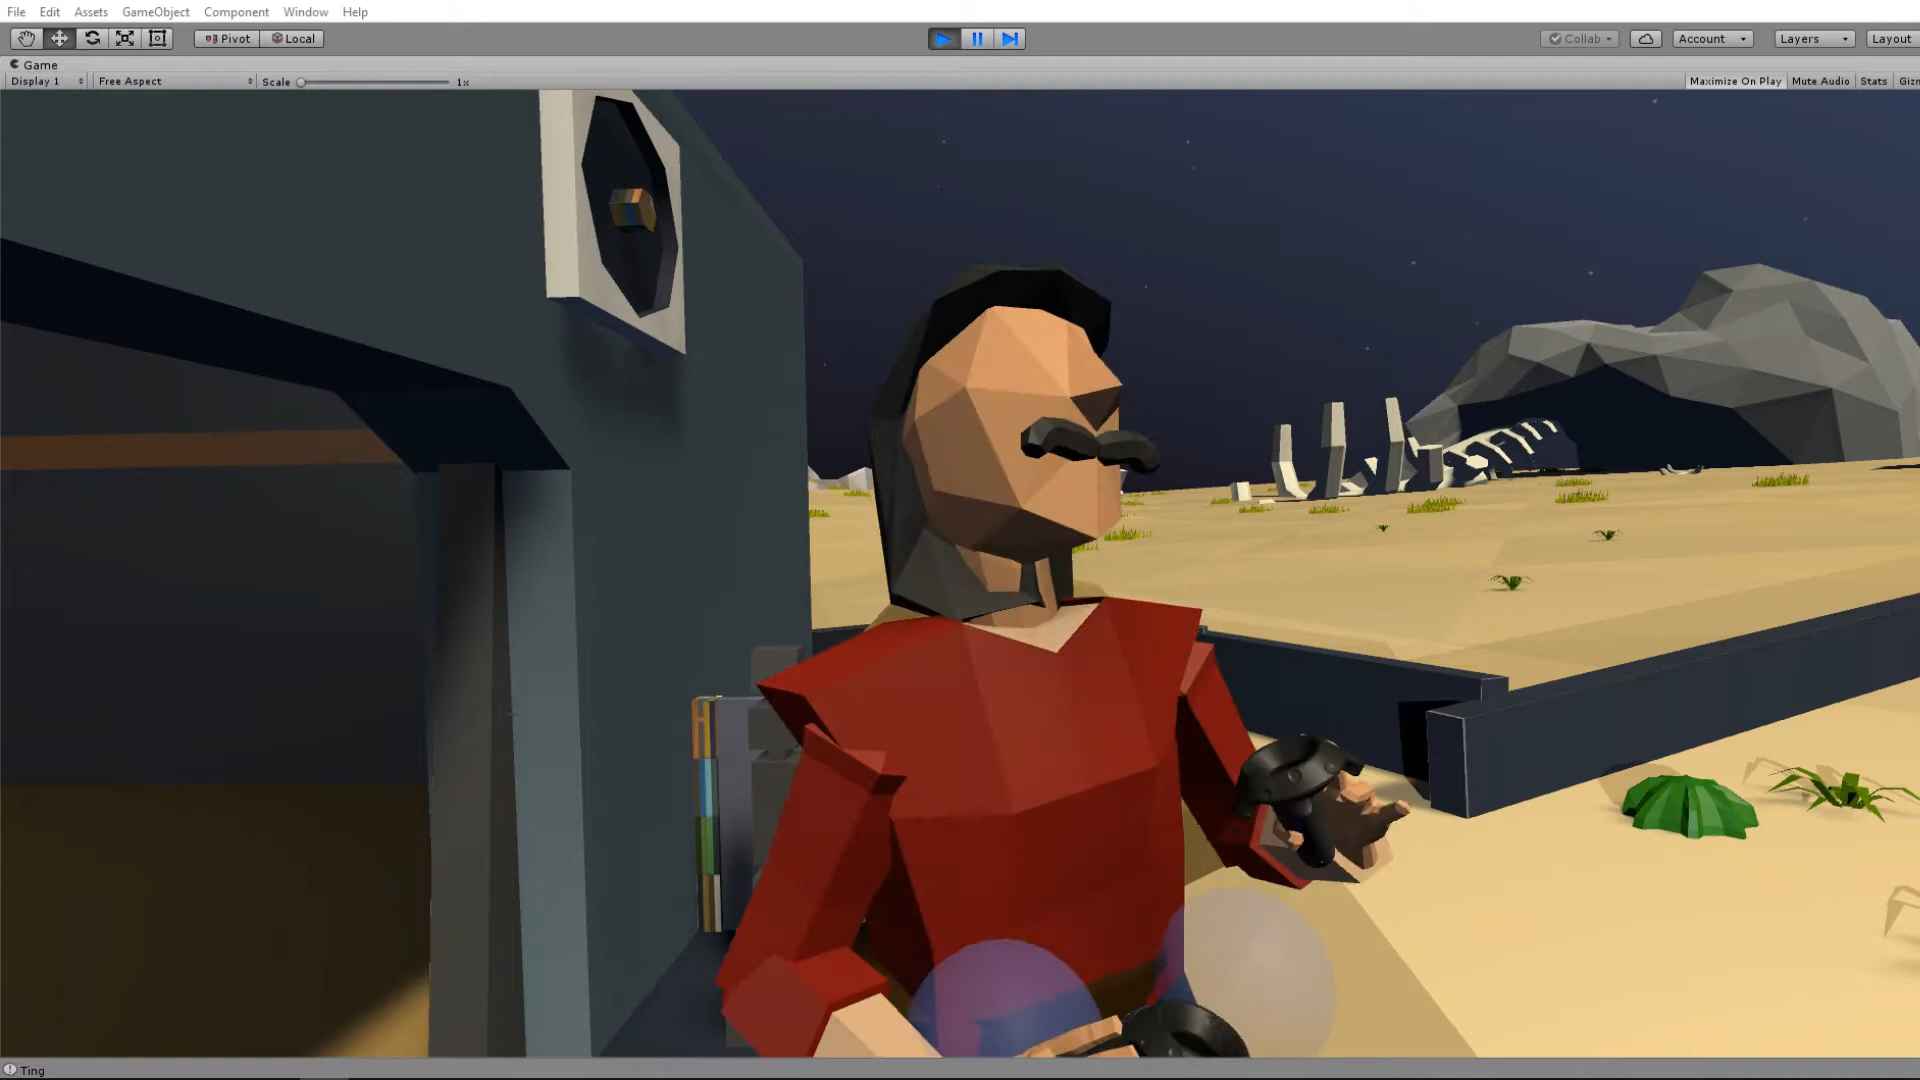 File Edit Assets GameObject Component Window Help
Pivot Local Collab Account Layers Layout
Game
Display 1 Free Aspect Scale 1x Maximize On Play Mute Audio Stats Gizm
Ting